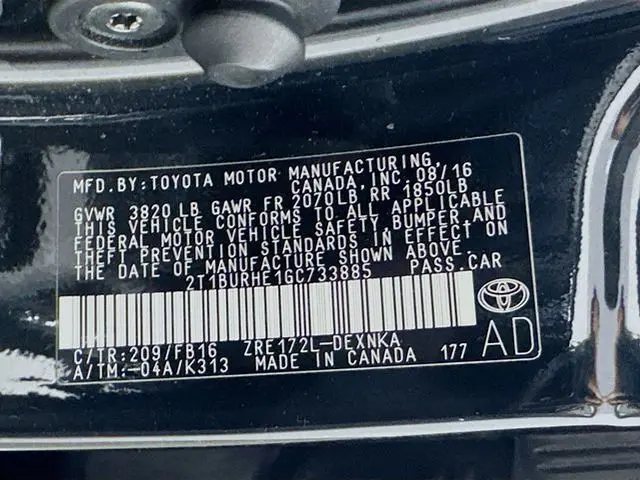 MFD. BY: TOYOTA MOTOR MANUFACTURING,
CANADA, INC. 08/16
GVWR 3820 LB GAWR FR 2070LB RR 1850LB
THIS VEHICLE CONFORMS TO ALL APPLICABLE
FEDERAL MOTOR VEHICLE SAFETY, BUMPER, AND
THEFT PREVENTION STANDARDS IN EFFECT ON
THE DATE OF MANUFACTURE SHOWN ABOVE.
2T1BURHE1GC733885 PASS. CAR
C/TR: 209/FB16 ZRE172L-DEXNKA
A/TM: -04A/K313 MADE IN CANADA 177 AD